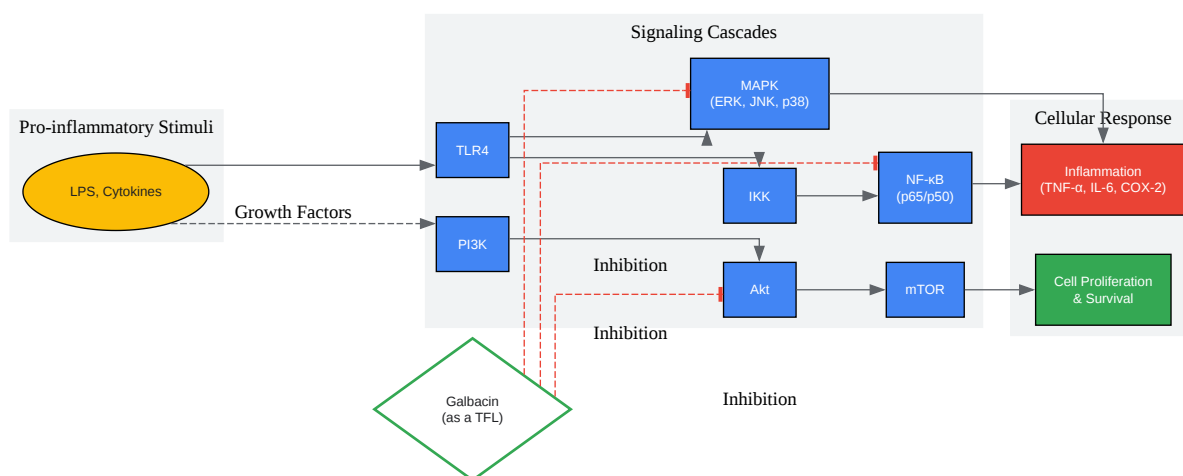 Signaling Cascades
MAPK
(ERK, JNK, p38)
Pro-inflammatory Stimuli
Cellular Response
TLR4
LPS, Cytokines
Inflammation
(TNF-α, IL-6, COX-2)
IKK
NF-κB
(p65/p50)
Growth Factors
PI3K
Inhibition
Akt
mTOR
Cell Proliferation
& Survival
Inhibition
Galbacin
(as a TFL)
Inhibition